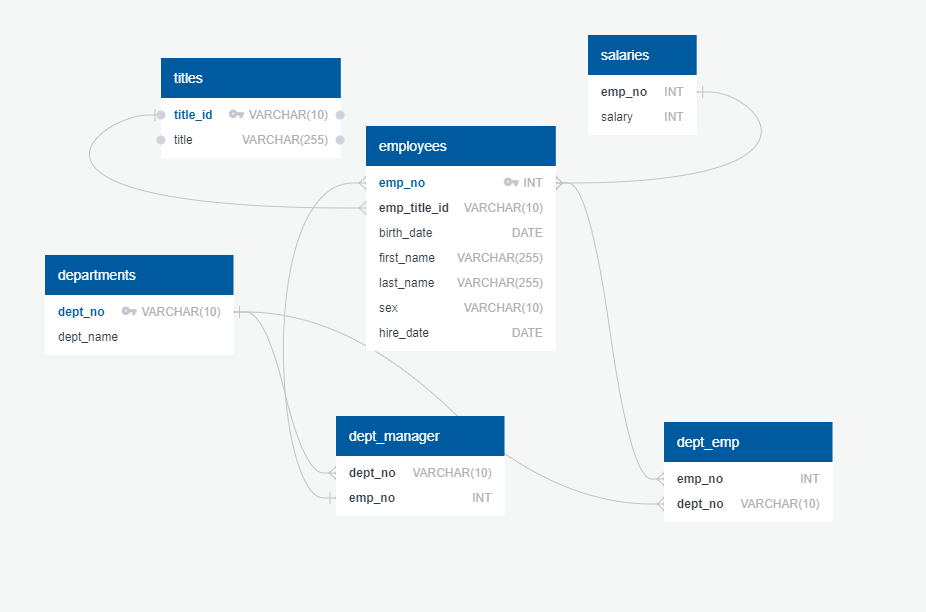 titles
title_id VARCHAR(10)
title VARCHAR(255)
salaries
emp_no INT
salary INT
employees
emp_no INT
emp_title_id VARCHAR(10)
birth_date DATE
first_name VARCHAR(255)
last_name VARCHAR(255)
sex VARCHAR(10)
hire_date DATE
departments
dept_no VARCHAR(10)
dept_name
dept_manager
dept_no VARCHAR(10)
emp_no INT
dept_emp
emp_no INT
dept_no VARCHAR(10)